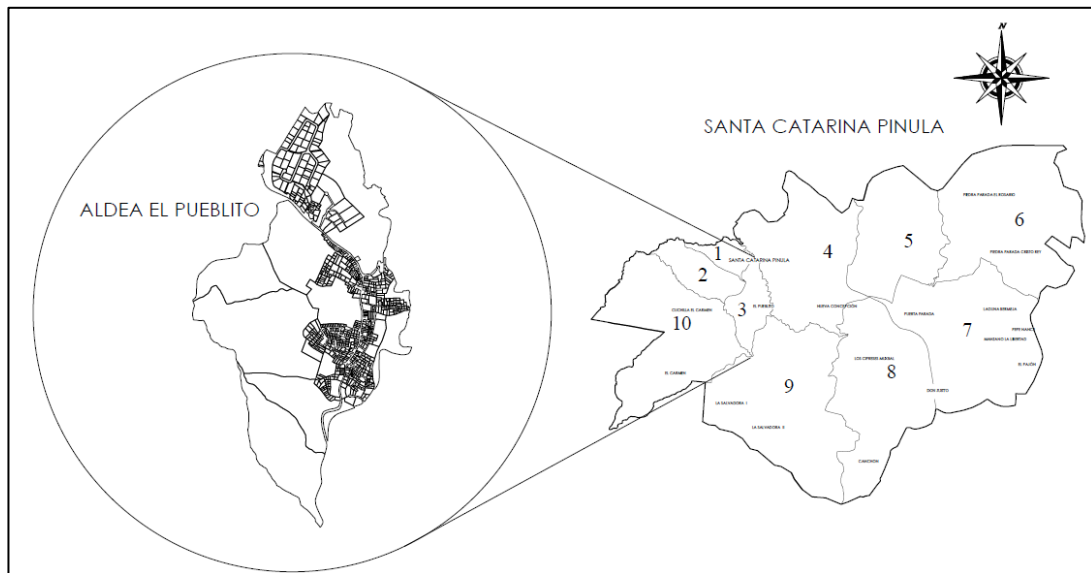 N
SANTA CATARINA PINULA
ALDEA EL PUEBLITO
PIEDRA PARADA EL ROSARIO
6
5
4
1
PIEDRA PARADA CRISTO REY
SANTA CATARINA PINULA
2
3
EL PUEBLITO
NUEVA CONCEPCIÓN
CUCHILLA EL CARMEN
10
PUERTA PARADA
LAGUNA BERMEJA
7
MANZANO LA LIBERTAD
LOS CIPRESES MURIBAL
8
EL PAJÓN
EL CARMEN
9
DON JUSTO
LA SALVADORA I
LA SALVADORA II
CANCHÓN